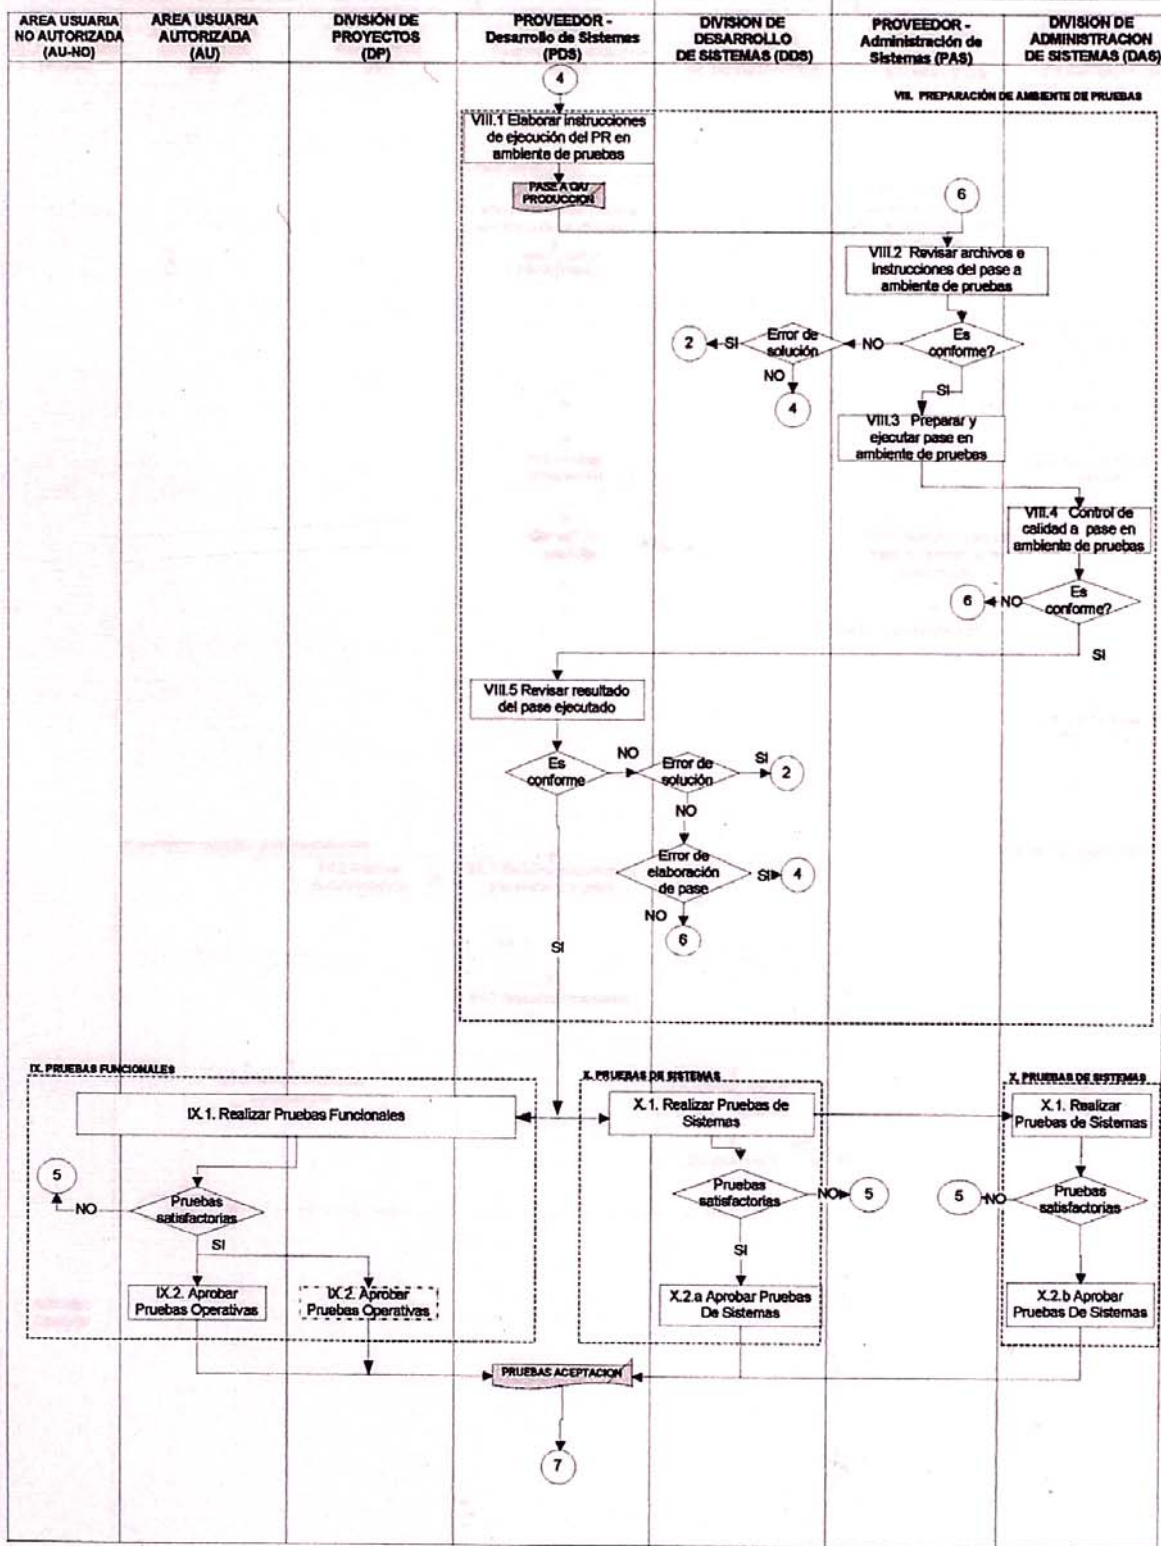 AREA USUARIA
NO AUTORIZADA
(AU-NO)
AREA USUARIA
AUTORIZADA
(AU)
DIVISIÓN DE
PROYECTOS
(DP)
PROVEEDOR -
Desarrollo de Sistemas
(PDS)
DIVISION DE
DESARROLLO
DE SISTEMAS (DDS)
PROVEEDOR -
Administración de
Sistemas (PAS)
DIVISION DE
ADMINISTRACION
DE SISTEMAS (DAS)
4
VIII. PREPARACIÓN DE AMBIENTE DE PRUEBAS
VIII.1 Elaborar instrucciones
de ejecución del PR en
ambiente de pruebas
PASE A QA/
PRODUCCION
6
VIII.2 Revisar archivos e
Instrucciones del pase a
ambiente de pruebas
Es
conforme?
NO
Error de
solución
SI
2
NO
4
SI
VIII.3 Preparar y
ejecutar pase en
ambiente de pruebas
VIII.4 Control de
calidad a pase en
ambiente de pruebas
Es
conforme?
NO
6
SI
VIII.5 Revisar resultado
del pase ejecutado
Es
conforme
NO
Error de
solución
SI
2
NO
Error de
elaboración
de pase
SI
4
NO
6
SI
IX. PRUEBAS FUNCIONALES
X. PRUEBAS DE SISTEMAS
X. PRUEBAS DE SISTEMAS
IX.1. Realizar Pruebas Funcionales
X.1. Realizar Pruebas de
Sistemas
X.1. Realizar
Pruebas de Sistemas
5
NO
Pruebas
satisfactorias
SI
Pruebas
satisfactorias
NO
5
SI
5
NO
Pruebas
satisfactorias
IX.2. Aprobar
Pruebas Operativas
IX.2. Aprobar
Pruebas Operativas
X.2.a Aprobar Pruebas
De Sistemas
X.2.b Aprobar
Pruebas De Sistemas
PRUEBAS ACEPTACION
7